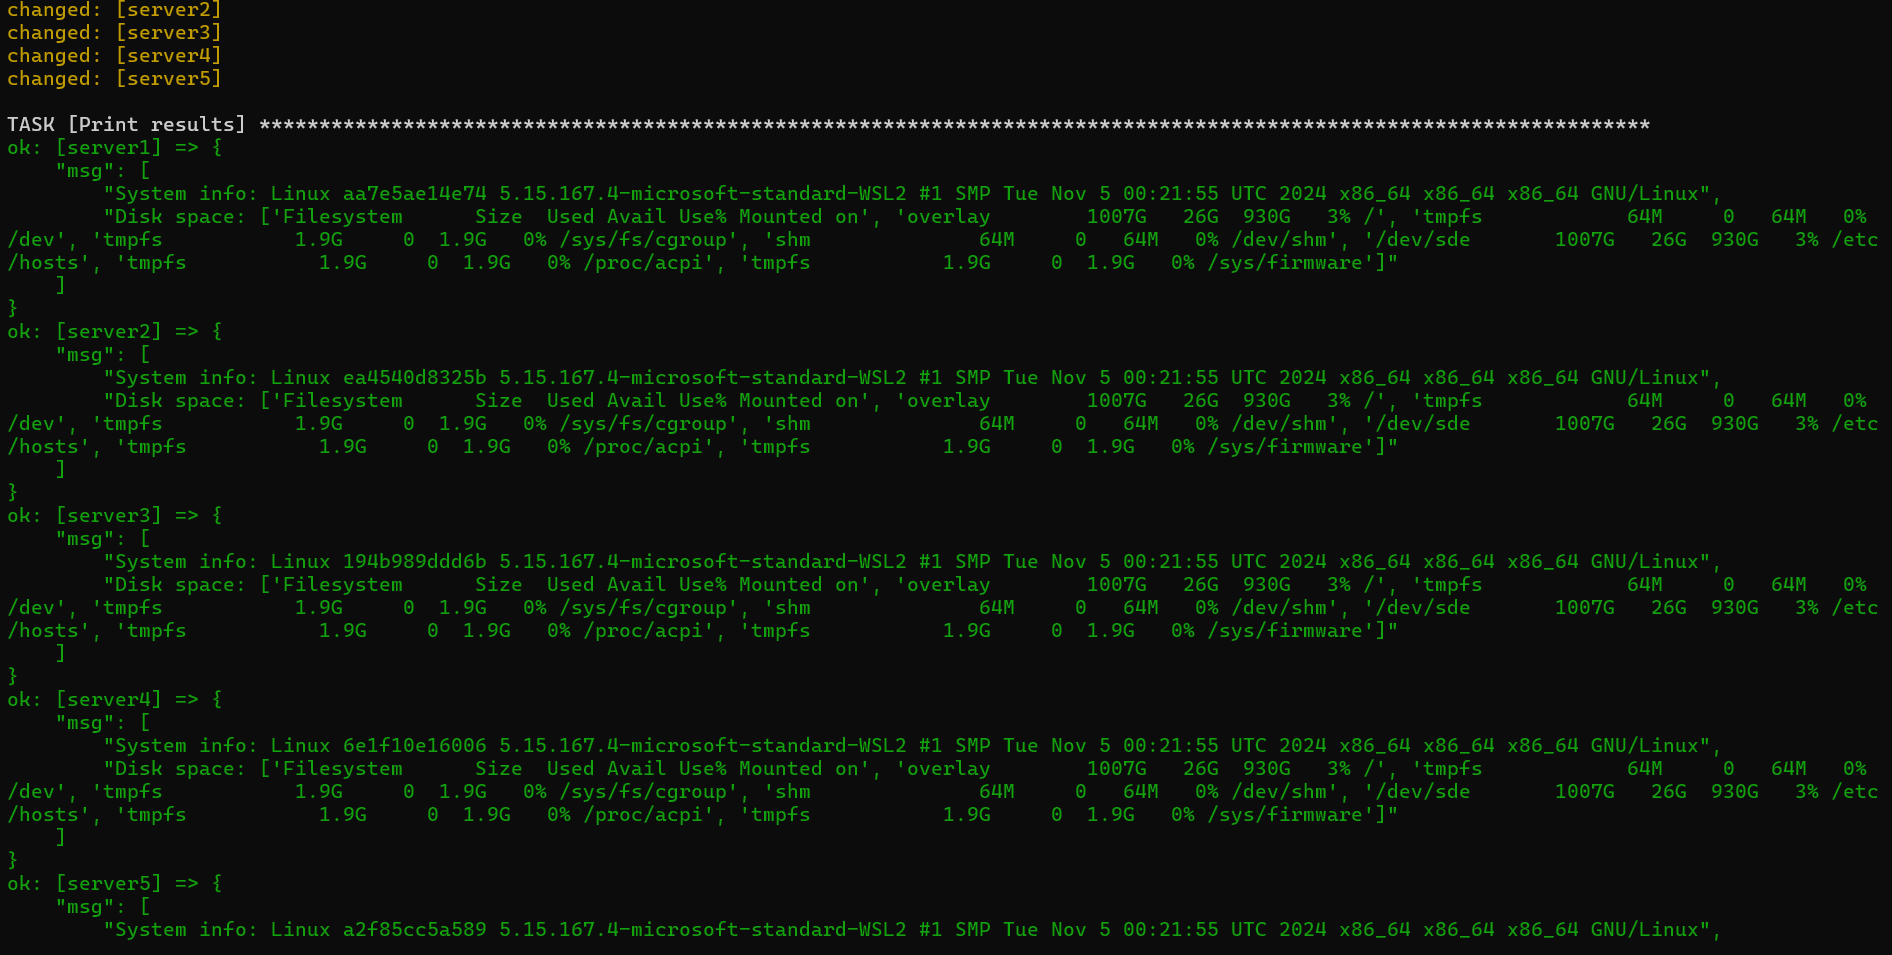 changed: [server2]
changed: [server3]
changed: [server4]
changed: [server5]

TASK [Print results] ********************************************************************************************************************
ok: [server1] => {
    "msg": [
        "System info: Linux aa7e5ae14e74 5.15.167.4-microsoft-standard-WSL2 #1 SMP Tue Nov 5 00:21:55 UTC 2024 x86_64 x86_64 x86_64 GNU/Linux",
        "Disk space: ['Filesystem      Size  Used Avail Use% Mounted on', 'overlay        1007G   26G  930G   3% /', 'tmpfs            64M     0   64M   0%
/dev', 'tmpfs           1.9G     0  1.9G   0% /sys/fs/cgroup', 'shm              64M     0   64M   0% /dev/shm', '/dev/sde       1007G   26G  930G   3% /etc
/hosts', 'tmpfs           1.9G     0  1.9G   0% /proc/acpi', 'tmpfs           1.9G     0  1.9G   0% /sys/firmware']"
    ]
}
ok: [server2] => {
    "msg": [
        "System info: Linux ea4540d8325b 5.15.167.4-microsoft-standard-WSL2 #1 SMP Tue Nov 5 00:21:55 UTC 2024 x86_64 x86_64 x86_64 GNU/Linux",
        "Disk space: ['Filesystem      Size  Used Avail Use% Mounted on', 'overlay        1007G   26G  930G   3% /', 'tmpfs            64M     0   64M   0%
/dev', 'tmpfs           1.9G     0  1.9G   0% /sys/fs/cgroup', 'shm              64M     0   64M   0% /dev/shm', '/dev/sde       1007G   26G  930G   3% /etc
/hosts', 'tmpfs           1.9G     0  1.9G   0% /proc/acpi', 'tmpfs           1.9G     0  1.9G   0% /sys/firmware']"
    ]
}
ok: [server3] => {
    "msg": [
        "System info: Linux 194b989ddd6b 5.15.167.4-microsoft-standard-WSL2 #1 SMP Tue Nov 5 00:21:55 UTC 2024 x86_64 x86_64 x86_64 GNU/Linux",
        "Disk space: ['Filesystem      Size  Used Avail Use% Mounted on', 'overlay        1007G   26G  930G   3% /', 'tmpfs            64M     0   64M   0%
/dev', 'tmpfs           1.9G     0  1.9G   0% /sys/fs/cgroup', 'shm              64M     0   64M   0% /dev/shm', '/dev/sde       1007G   26G  930G   3% /etc
/hosts', 'tmpfs           1.9G     0  1.9G   0% /proc/acpi', 'tmpfs           1.9G     0  1.9G   0% /sys/firmware']"
    ]
}
ok: [server4] => {
    "msg": [
        "System info: Linux 6e1f10e16006 5.15.167.4-microsoft-standard-WSL2 #1 SMP Tue Nov 5 00:21:55 UTC 2024 x86_64 x86_64 x86_64 GNU/Linux",
        "Disk space: ['Filesystem      Size  Used Avail Use% Mounted on', 'overlay        1007G   26G  930G   3% /', 'tmpfs            64M     0   64M   0%
/dev', 'tmpfs           1.9G     0  1.9G   0% /sys/fs/cgroup', 'shm              64M     0   64M   0% /dev/shm', '/dev/sde       1007G   26G  930G   3% /etc
/hosts', 'tmpfs           1.9G     0  1.9G   0% /proc/acpi', 'tmpfs           1.9G     0  1.9G   0% /sys/firmware']"
    ]
}
ok: [server5] => {
    "msg": [
        "System info: Linux a2f85cc5a589 5.15.167.4-microsoft-standard-WSL2 #1 SMP Tue Nov 5 00:21:55 UTC 2024 x86_64 x86_64 x86_64 GNU/Linux",